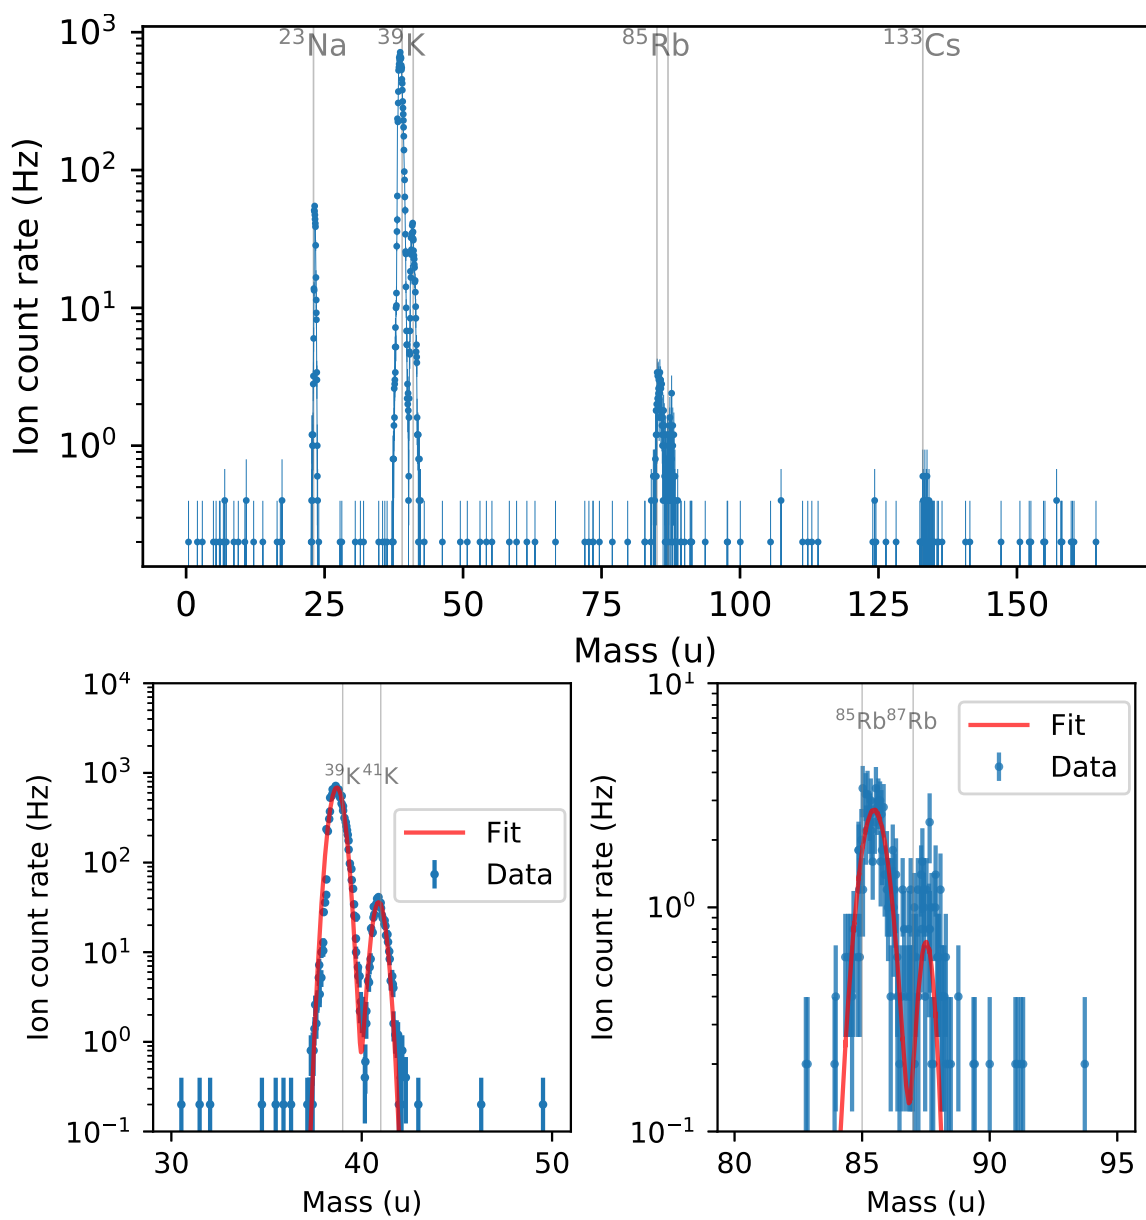 10³
10²
10¹
10⁰
Ion count rate (Hz)
²³Na
³⁹K
⁸⁵Rb
¹³³Cs
0 25 50 75 100 125 150
Mass (u)
10⁴
10³
10²
10¹
10⁰
10⁻¹
Ion count rate (Hz)
³⁹K ⁴¹K
Fit
Data
30 40 50
Mass (u)
10¹
10⁰
10⁻¹
Ion count rate (Hz)
⁸⁵Rb ⁸⁷Rb
Fit
Data
80 85 90 95
Mass (u)